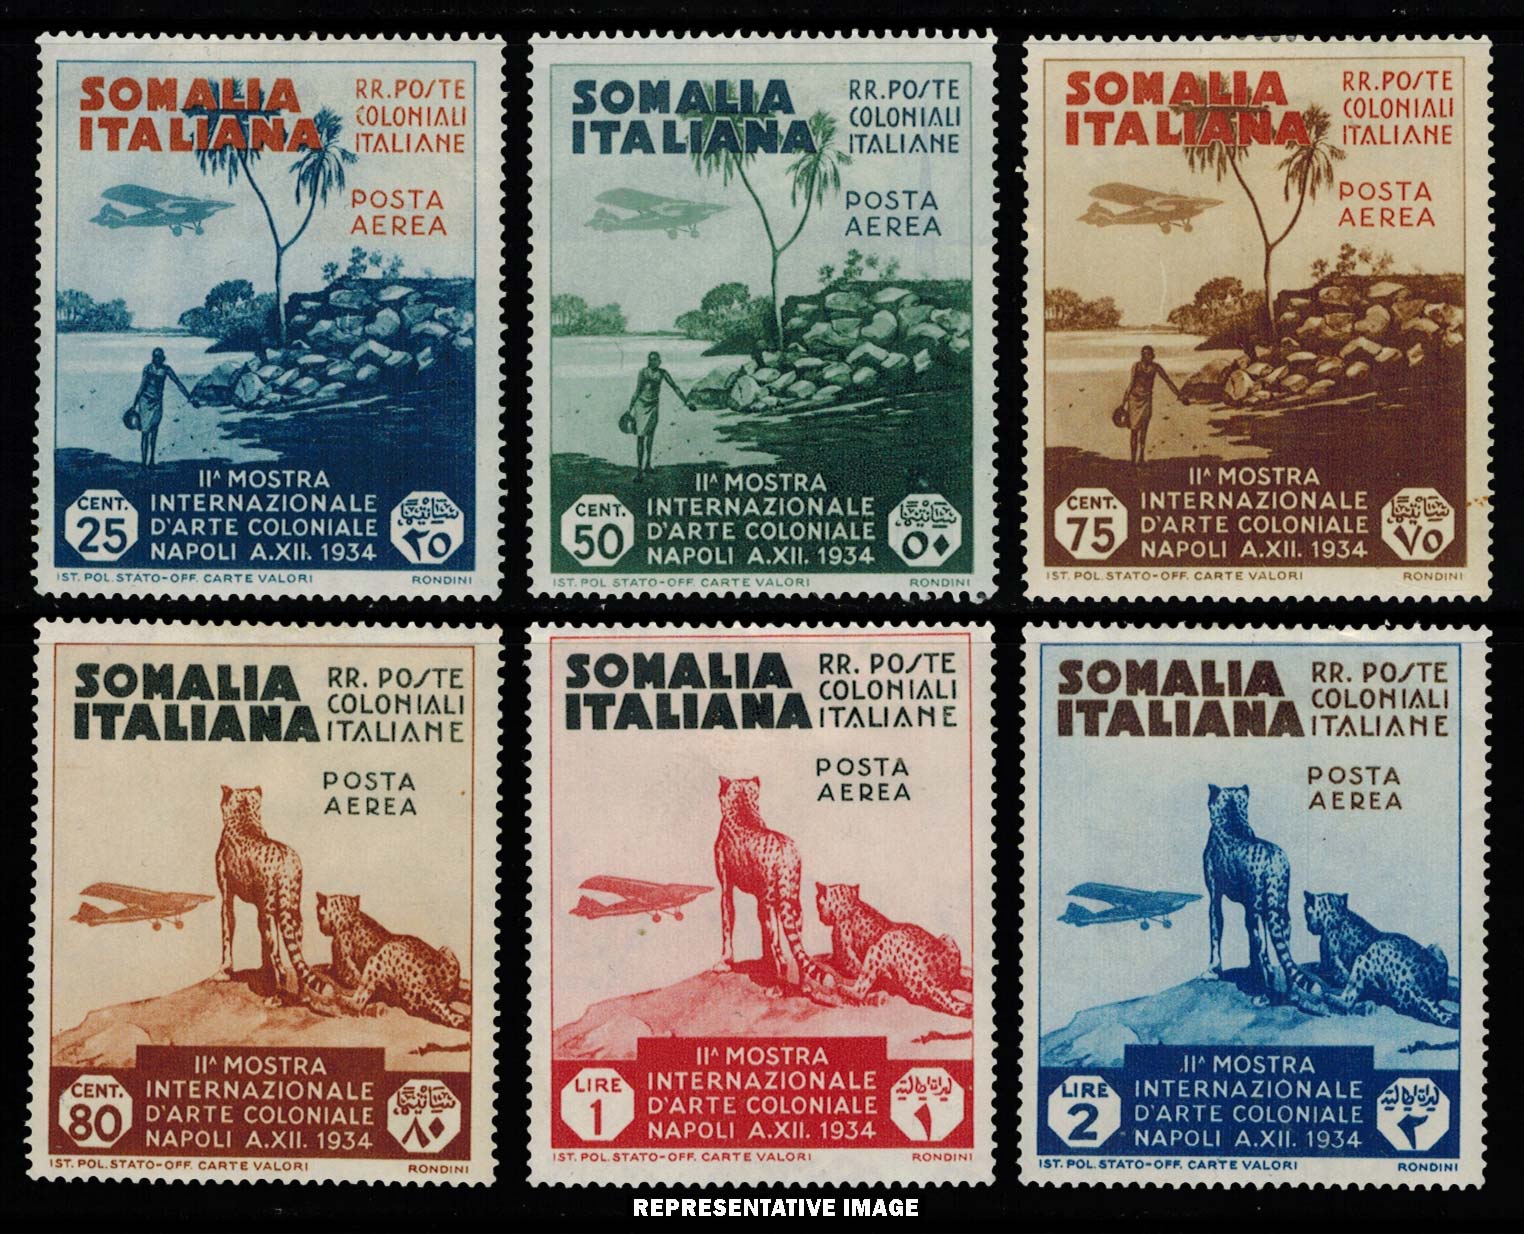 SOMALIA
ITALIANA
RR. POSTE
COLONIALI
ITALIANE
POSTA
AEREA
IIᴬ MOSTRA
INTERNAZIONALE
D'ARTE COLONIALE
NAPOLI A.XII. 1934
CENT.
25
٢٥
IST. POL. STATO-OFF. CARTE VALORI
RONDINI
SOMALIA
ITALIANA
RR. POSTE
COLONIALI
ITALIANE
POSTA
AEREA
IIᴬ MOSTRA
INTERNAZIONALE
D'ARTE COLONIALE
NAPOLI A.XII. 1934
CENT.
50
٥٠
IST. POL. STATO-OFF. CARTE VALORI
RONDINI
SOMALIA
ITALIANA
RR. POSTE
COLONIALI
ITALIANE
POSTA
AEREA
IIᴬ MOSTRA
INTERNAZIONALE
D'ARTE COLONIALE
NAPOLI A.XII. 1934
CENT.
75
٧٥
IST. POL. STATO-OFF. CARTE VALORI
RONDINI
SOMALIA
ITALIANA
RR. POSTE
COLONIALI
ITALIANE
POSTA
AEREA
IIᴬ MOSTRA
INTERNAZIONALE
D'ARTE COLONIALE
NAPOLI A.XII. 1934
CENT.
80
٨٠
IST. POL. STATO-OFF. CARTE VALORI
RONDINI
SOMALIA
ITALIANA
RR. POSTE
COLONIALI
ITALIANE
POSTA
AEREA
IIᴬ MOSTRA
INTERNAZIONALE
D'ARTE COLONIALE
NAPOLI A.XII. 1934
LIRE
1
١
IST. POL. STATO-OFF. CARTE VALORI
RONDINI
SOMALIA
ITALIANA
RR. POSTE
COLONIALI
ITALIANE
POSTA
AEREA
IIᴬ MOSTRA
INTERNAZIONALE
D'ARTE COLONIALE
NAPOLI A.XII. 1934
LIRE
2
٢
IST. POL. STATO-OFF. CARTE VALORI
RONDINI
REPRESENTATIVE IMAGE